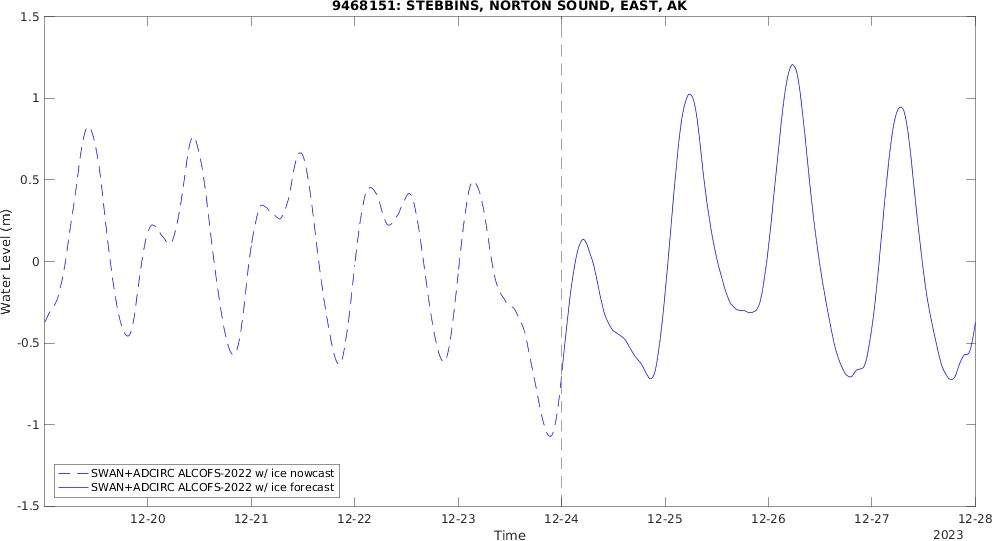 9468151: STEBBINS, NORTON SOUND, EAST, AK
1.5
1
0.5
0
-0.5
-1
-1.5
Water Level (m)
SWAN+ADCIRC ALCOFS-2022 w/ ice nowcast
SWAN+ADCIRC ALCOFS-2022 w/ ice forecast
12-20 12-21 12-22 12-23 12-24 12-25 12-26 12-27 12-28
Time
2023